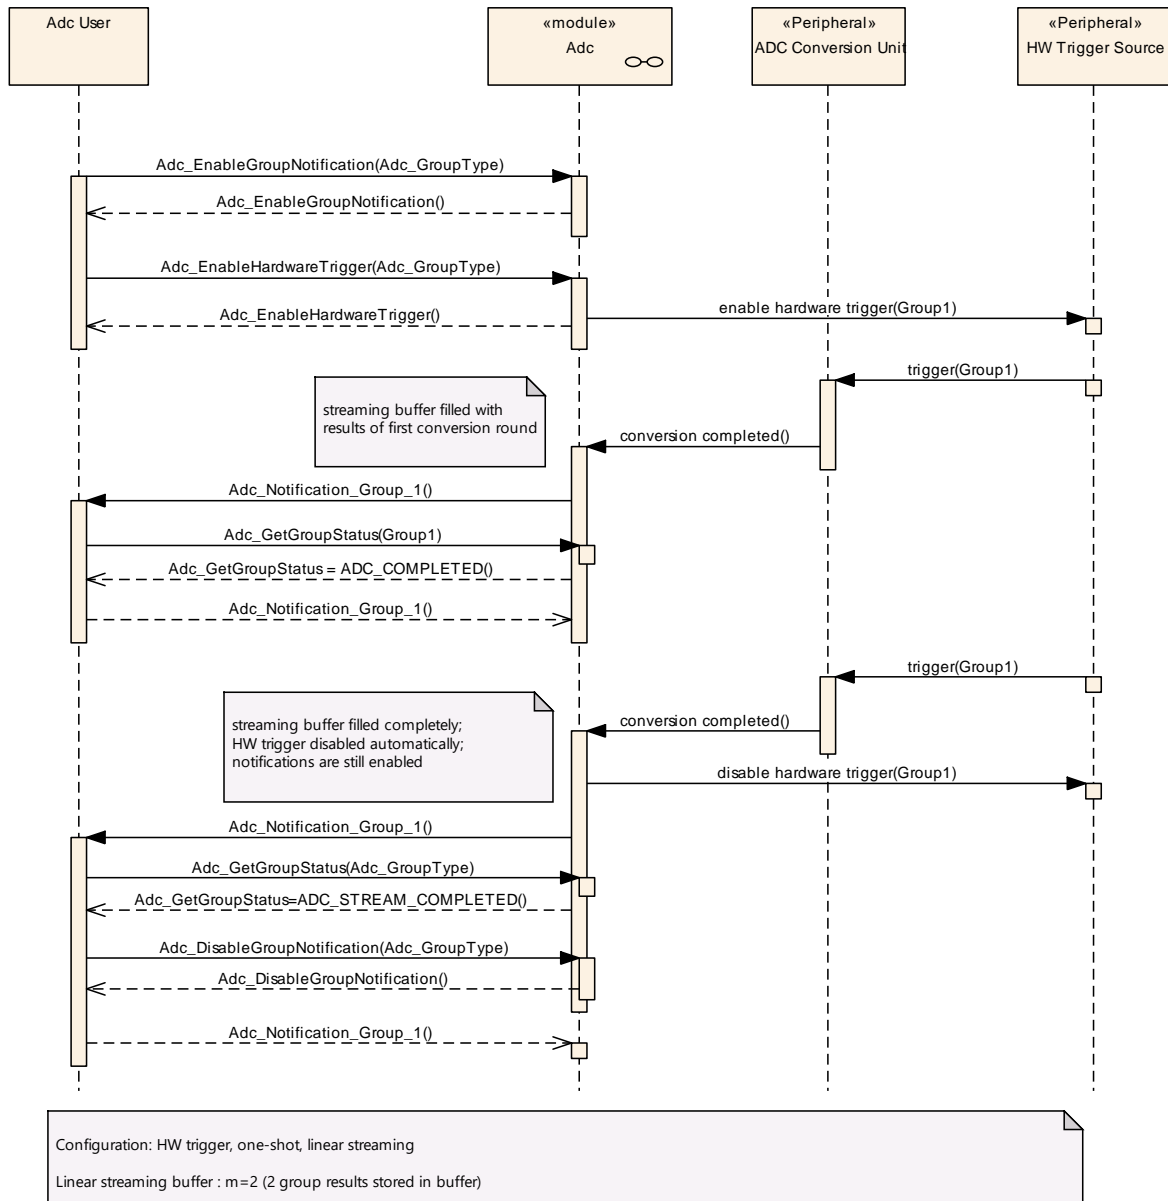 Adc User
«module»
Adc
«Peripheral»
ADC Conversion Unit
«Peripheral»
HW Trigger Source
Adc_EnableGroupNotification(Adc_GroupType)
Adc_EnableGroupNotification()
Adc_EnableHardwareTrigger(Adc_GroupType)
Adc_EnableHardwareTrigger()
enable hardware trigger(Group1)
trigger(Group1)
streaming buffer filled with
results of first conversion round
conversion completed()
Adc_Notification_Group_1()
Adc_GetGroupStatus(Group1)
Adc_GetGroupStatus = ADC_COMPLETED()
Adc_Notification_Group_1()
trigger(Group1)
streaming buffer filled completely;
HW trigger disabled automatically;
notifications are still enabled
conversion completed()
disable hardware trigger(Group1)
Adc_Notification_Group_1()
Adc_GetGroupStatus(Adc_GroupType)
Adc_GetGroupStatus=ADC_STREAM_COMPLETED()
Adc_DisableGroupNotification(Adc_GroupType)
Adc_DisableGroupNotification()
Adc_Notification_Group_1()
Configuration: HW trigger, one-shot, linear streaming
Linear streaming buffer : m=2 (2 group results stored in buffer)